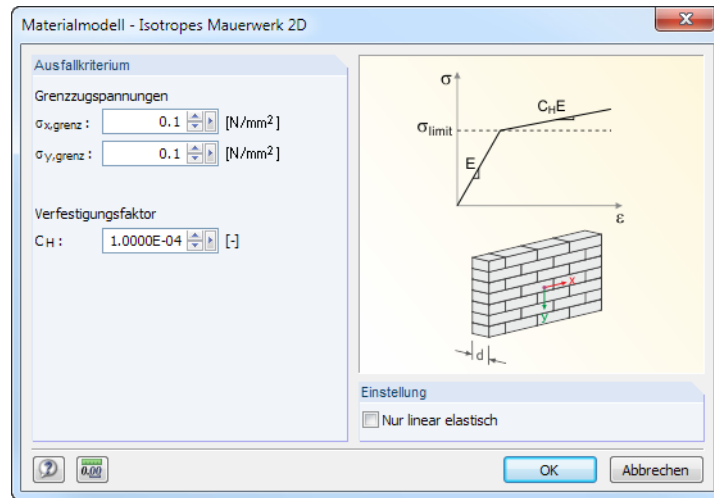 Materialmodell - Isotropes Mauerwerk 2D
Ausfallkriterium
Grenzzugspannungen
σx,grenz : 0.1 [N/mm²]
σy,grenz : 0.1 [N/mm²]
Verfestigungsfaktor
CH : 1.0000E-04 [-]
σ
CHE
σlimit
E
ε
x
y
d
Einstellung
Nur linear elastisch
0.00
OK
Abbrechen